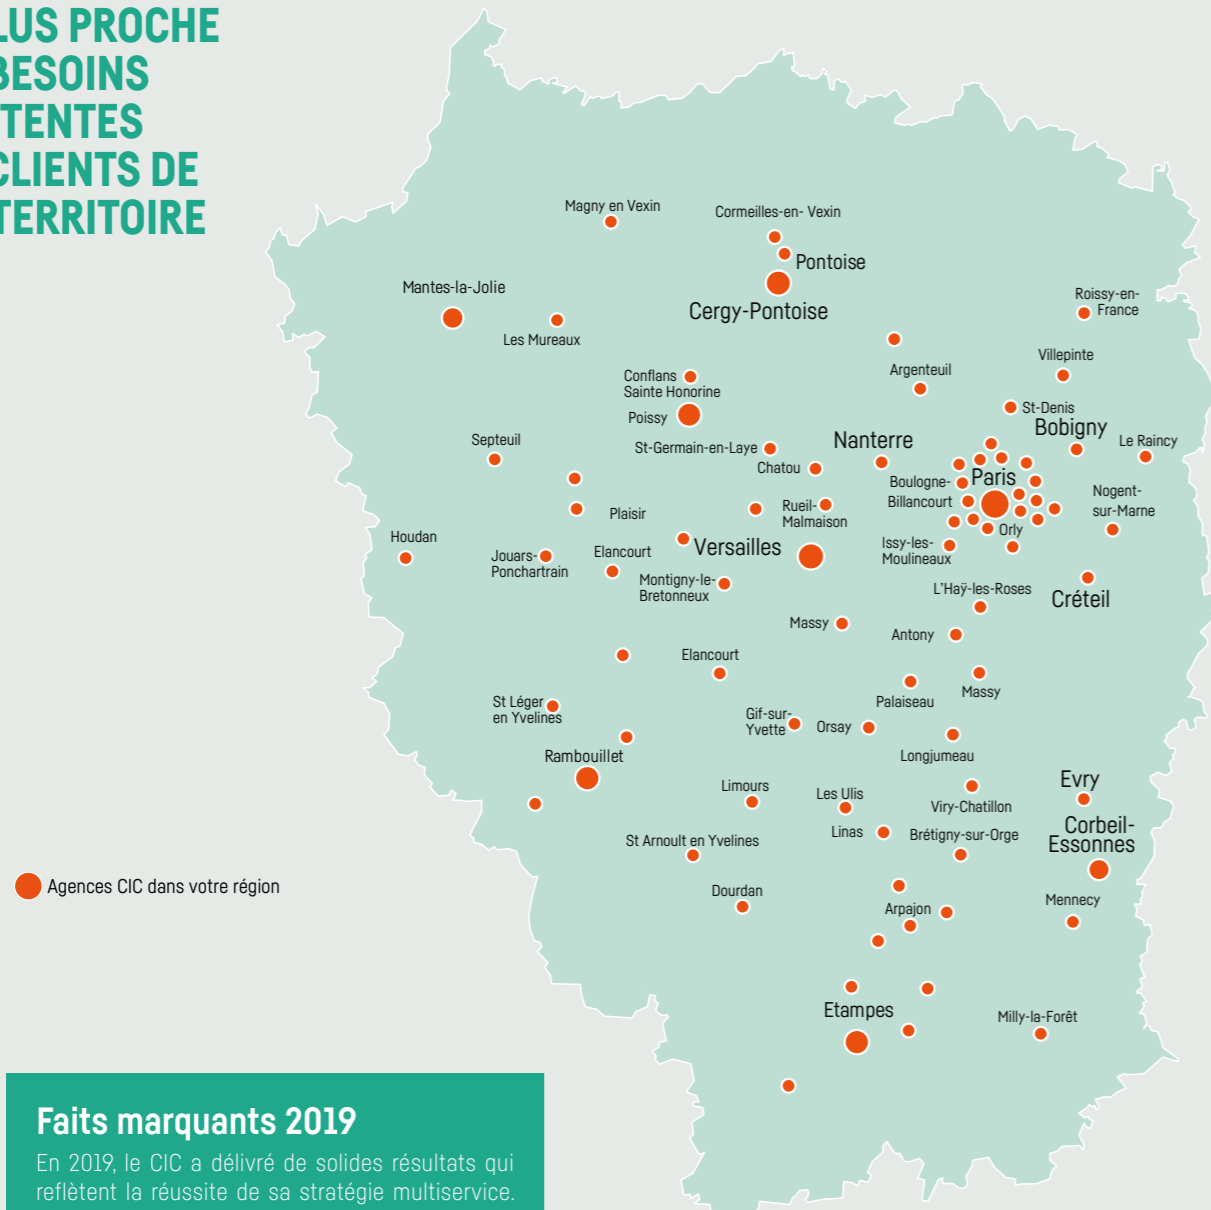 LUS PROCHE
BESOINS
TTENTES
CLIENTS DE
TERRITOIRE
Magny en Vexin
Cormeilles-en- Vexin
Pontoise
Cergy-Pontoise
Mantes-la-Jolie
Les Mureaux
Roissy-en-
France
Villepinte
Argenteuil
Conflans
Sainte Honorine
Poissy
St-Denis
Bobigny
Le Raincy
Septeuil
St-Germain-en-Laye
Nanterre
Chatou
Boulogne-
Billancourt
Paris
Nogent-
sur-Marne
Plaisir
Rueil-
Malmaison
Orly
Houdan
Jouars-
Ponchartrain
Elancourt
Versailles
Issy-les-
Moulineaux
Montigny-le-
Bretonneux
L'Haÿ-les-Roses
Créteil
Massy
Antony
Elancourt
Palaiseau
Massy
St Léger
en Yvelines
Gif-sur-
Yvette
Orsay
Longjumeau
Rambouillet
Limours
Les Ulis
Viry-Chatillon
Evry
Linas
Brétigny-sur-Orge
Corbeil-
Essonnes
St Arnoult en Yvelines
Dourdan
Arpajon
Mennecy
Etampes
Milly-la-Forêt
Agences CIC dans votre région
Faits marquants 2019
En 2019, le CIC a délivré de solides résultats qui
reflètent la réussite de sa stratégie multiservice.